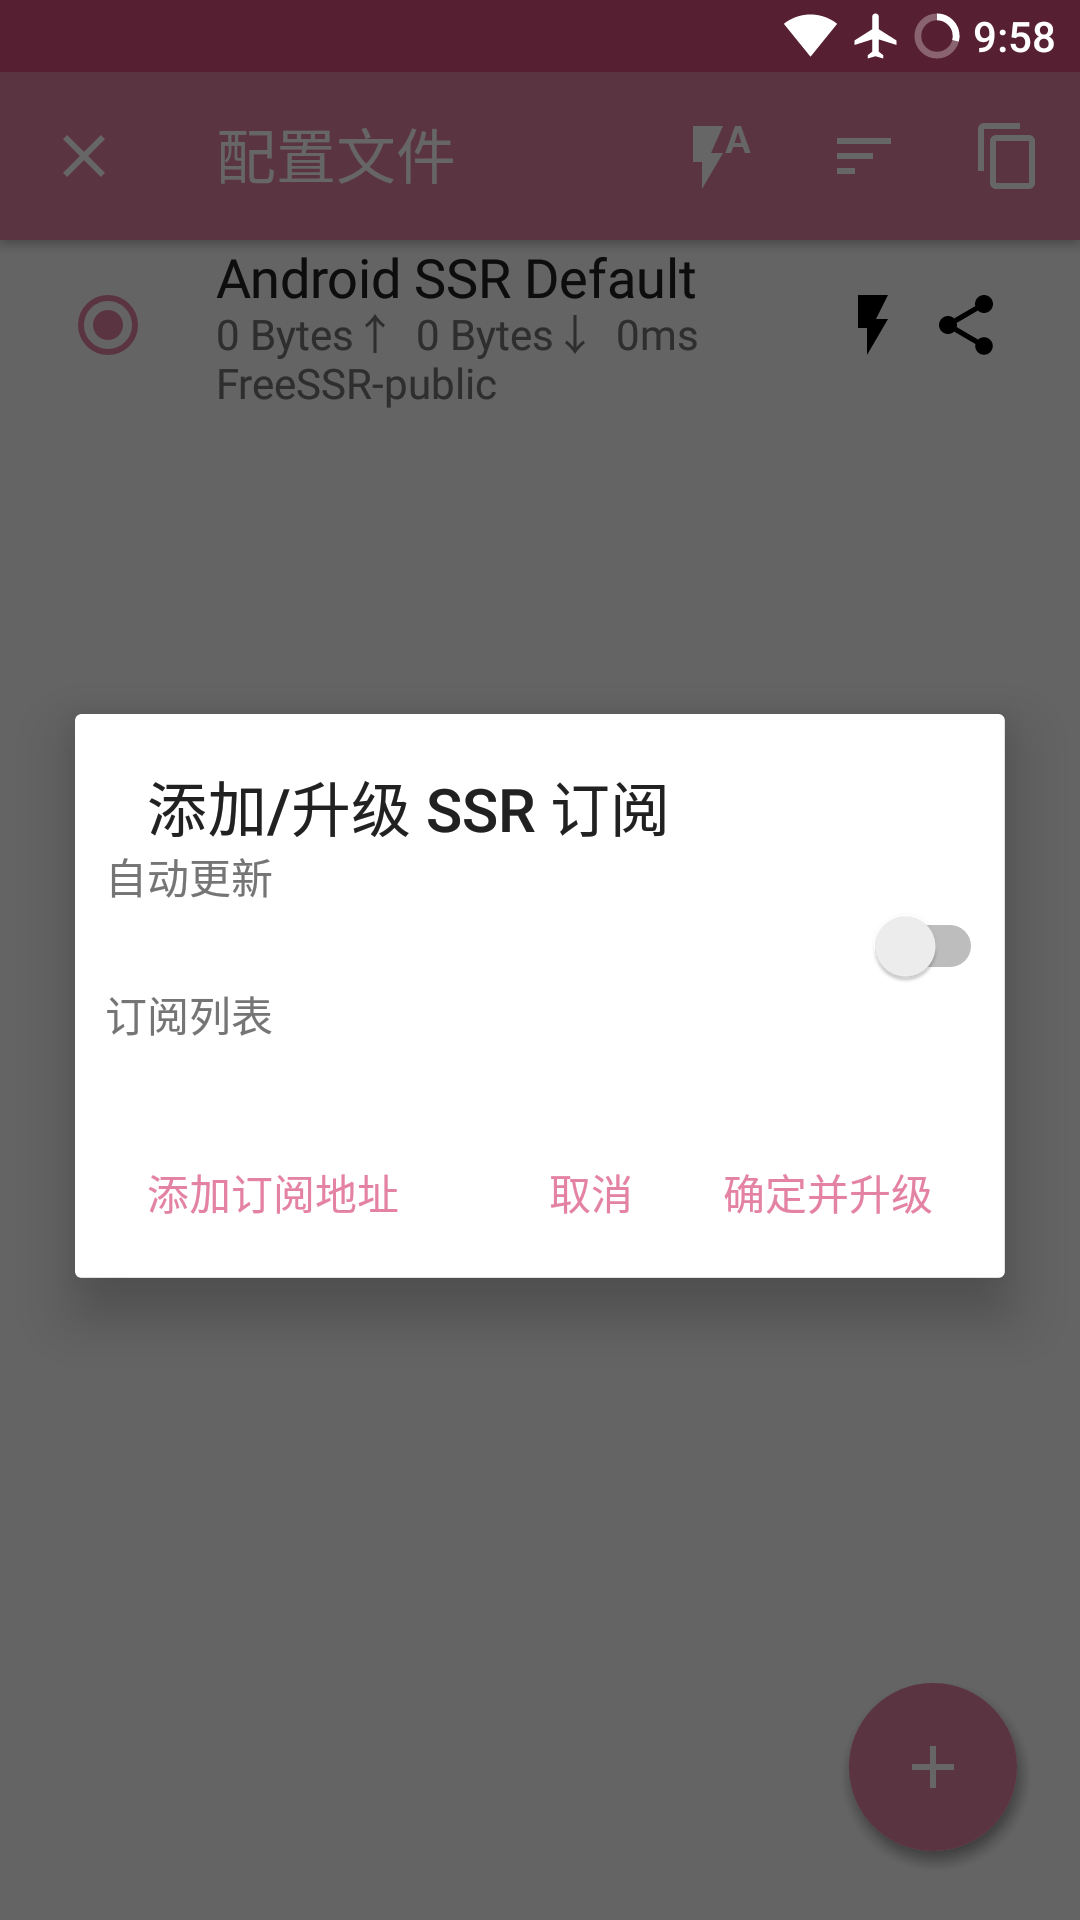 9:58
配置文件
A
Android SSR Default
0 Bytes↑ 0 Bytes↓ 0ms
FreeSSR-public
添加/升级 SSR 订阅
自动更新
订阅列表
添加订阅地址 取消 确定并升级